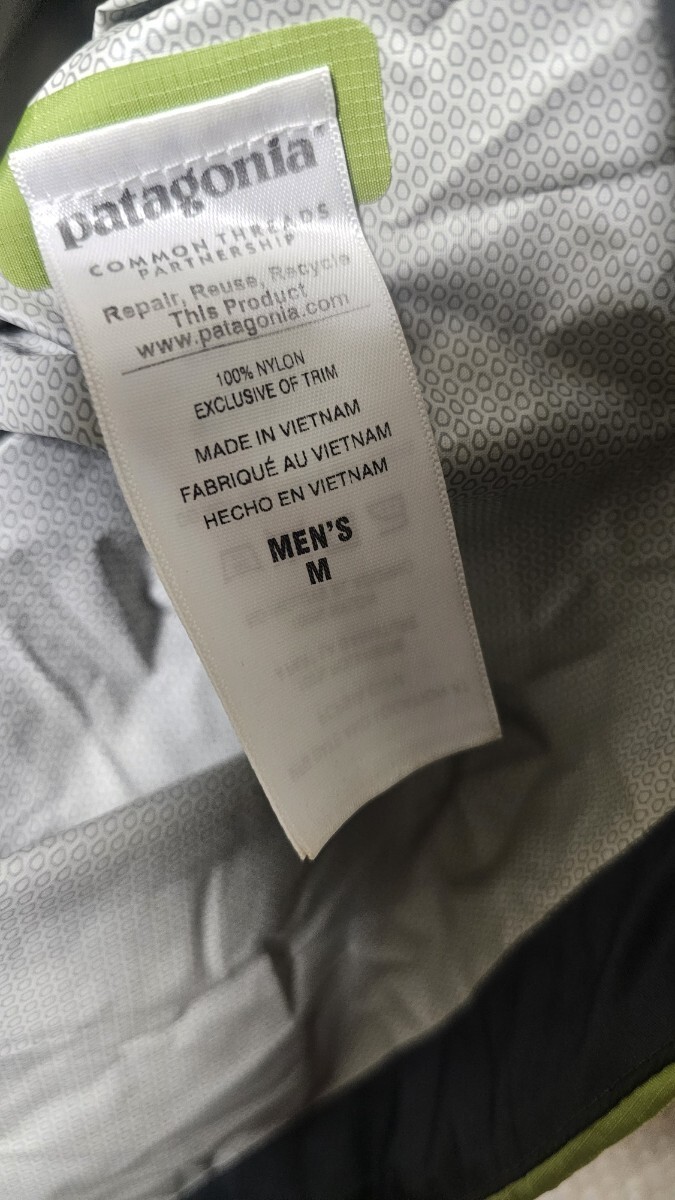 patagonia
COMMON THREADS
PARTNERSHIP
Repair, Reuse, Recycle
This Product
www.patagonia.com
100% NYLON
EXCLUSIVE OF TRIM
MADE IN VIETNAM
FABRIQUÉ AU VIETNAM
HECHO EN VIETNAM
MEN'S
M